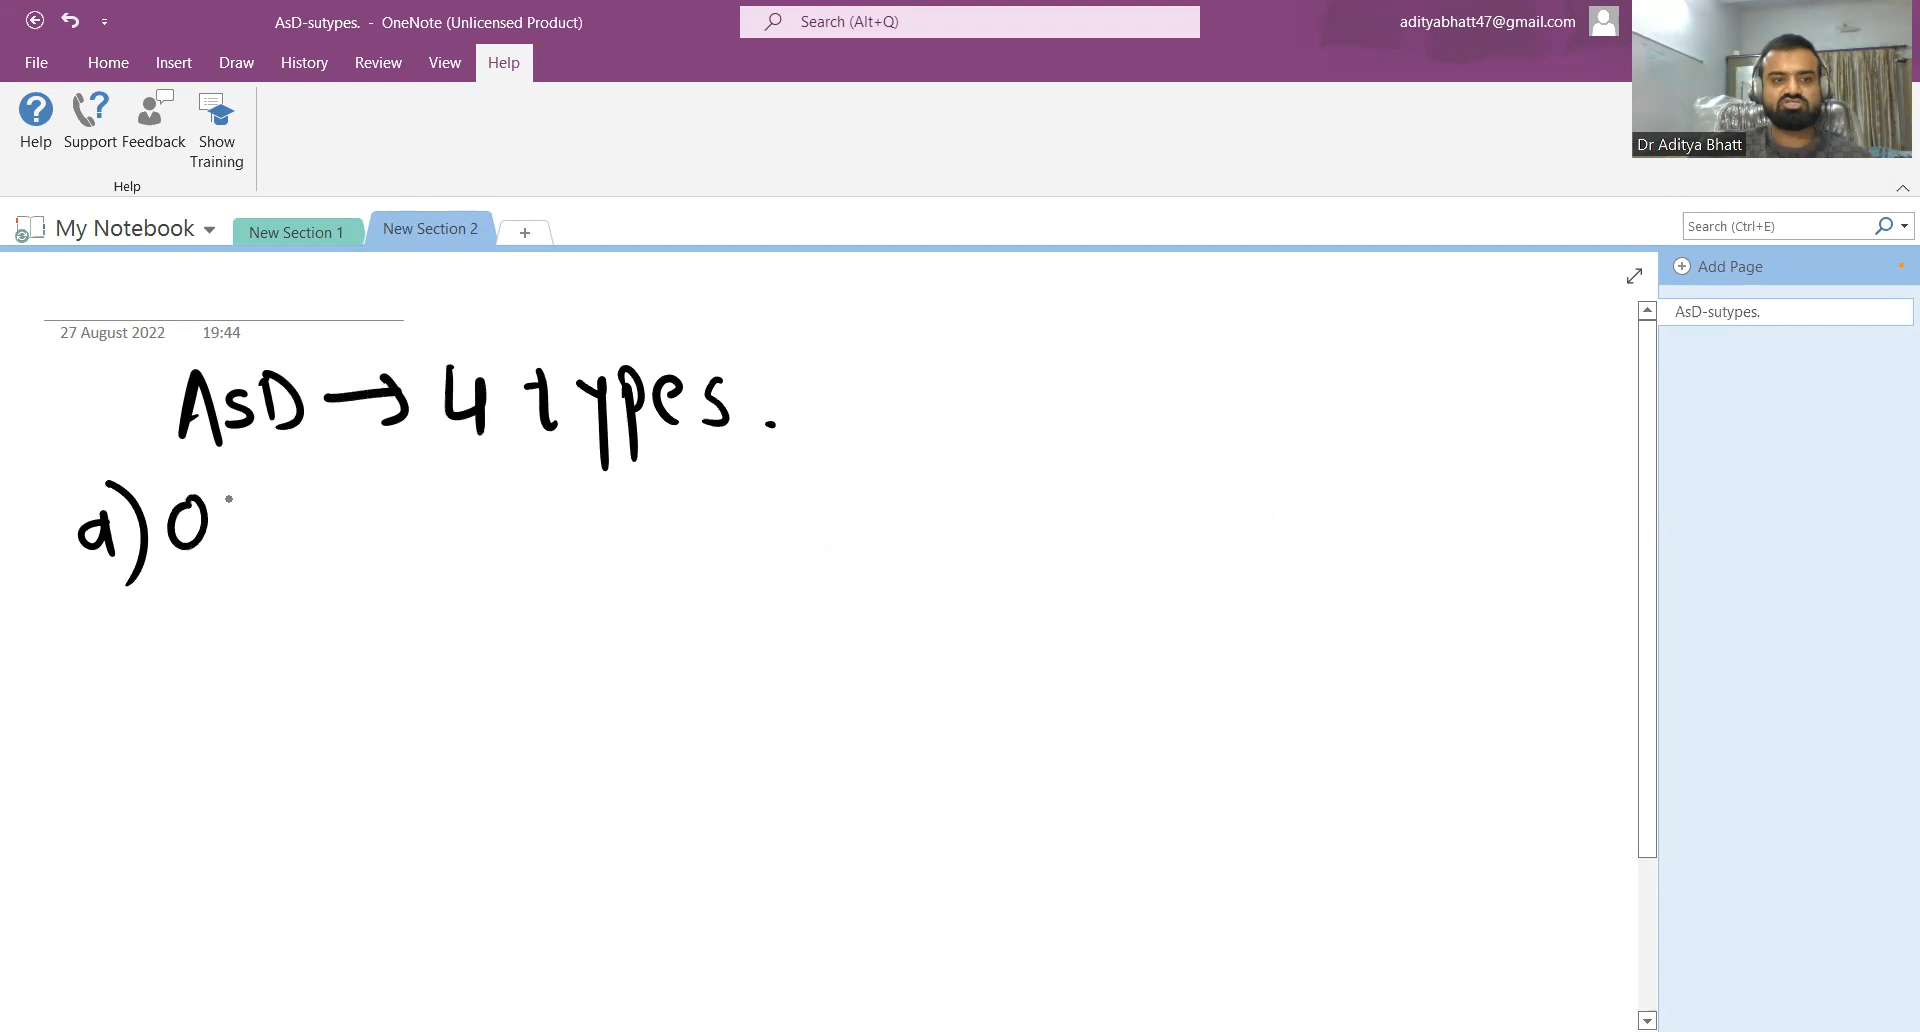 AsD-sutypes. - OneNote (Unlicensed Product)
Search (Alt+Q)
adityabhatt47@gmail.com
File Home Insert Draw History Review View Help
Help Support Feedback Show Training
Help
Dr Aditya Bhatt
My Notebook New Section 1 New Section 2 +
Search (Ctrl+E)
Add Page
AsD-sutypes.
27 August 2022 19:44
AsD → 4 types.
a) O